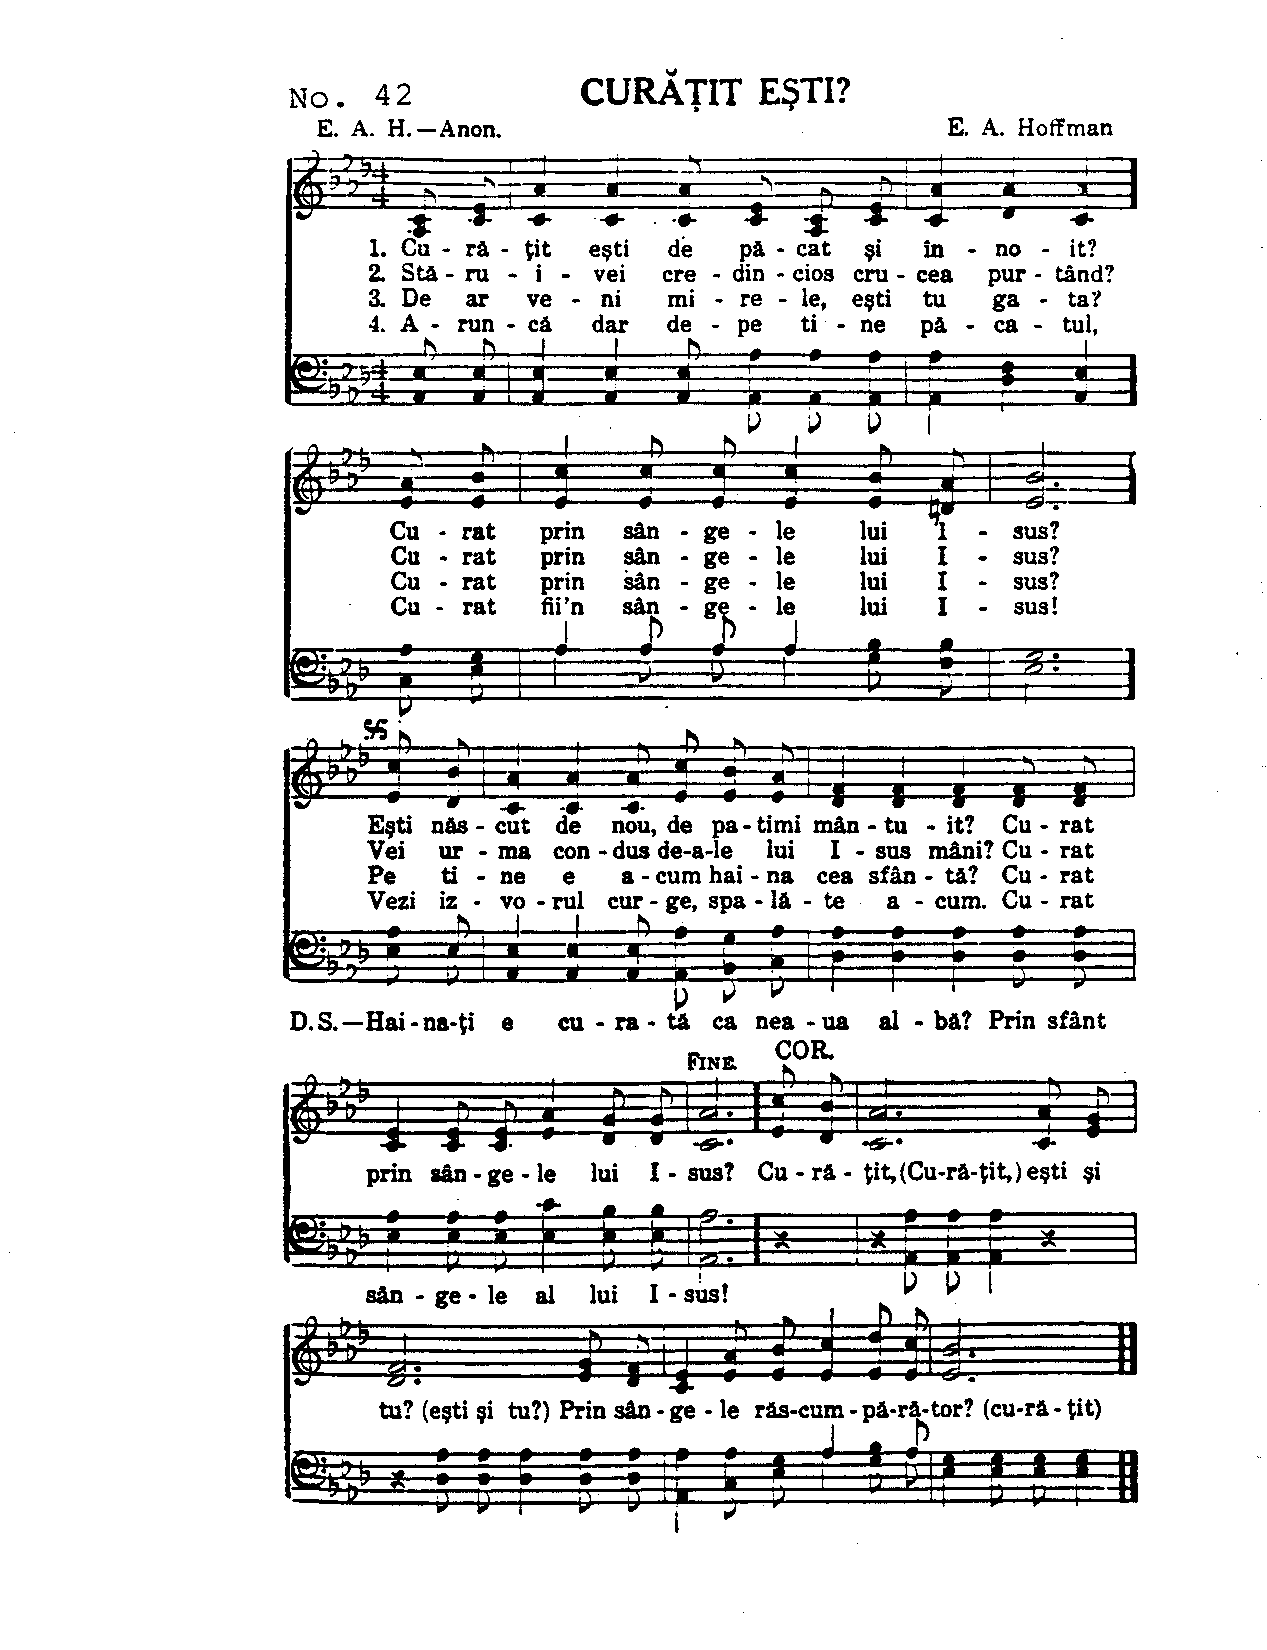 No. 42 CURĂȚIT EȘTI?
E. A. H.—Anon. E. A. Hoffman
1. Cu - ră - țit ești de pă - cat și în - no - it?
2. Stă - ru - i - vei cre - din - cios cru - cea pur - tând?
3. De ar ve - ni mi - re - le, ești tu ga - ta?
4. A - run - că dar de - pe ti - ne pă - ca - tul,
Cu - rat prin sân - ge - le lui I - sus?
Cu - rat prin sân - ge - le lui I - sus?
Cu - rat prin sân - ge - le lui I - sus?
Cu - rat fii'n sân - ge - le lui I - sus!
Ești năs - cut de nou, de pa - timi mân - tu - it? Cu - rat
Vei ur - ma con - dus de-a-le lui I - sus mâni? Cu - rat
Pe ti - ne e a - cum hai - na cea sfân - tă? Cu - rat
Vezi iz - vo - rul cur - ge, spa - lă - te a - cum. Cu - rat
D.S.—Hai - na-ți e cu - ra - tă ca nea - ua al - bă? Prin sfânt
FINE. COR.
prin sân - ge - le lui I - sus? Cu - ră - țit, (Cu-ră-țit,) ești și
sân - ge - le al lui I - sus!
tu? (ești și tu?) Prin sân - ge - le răs-cum - pă-ră-tor? (cu-ră - țit)